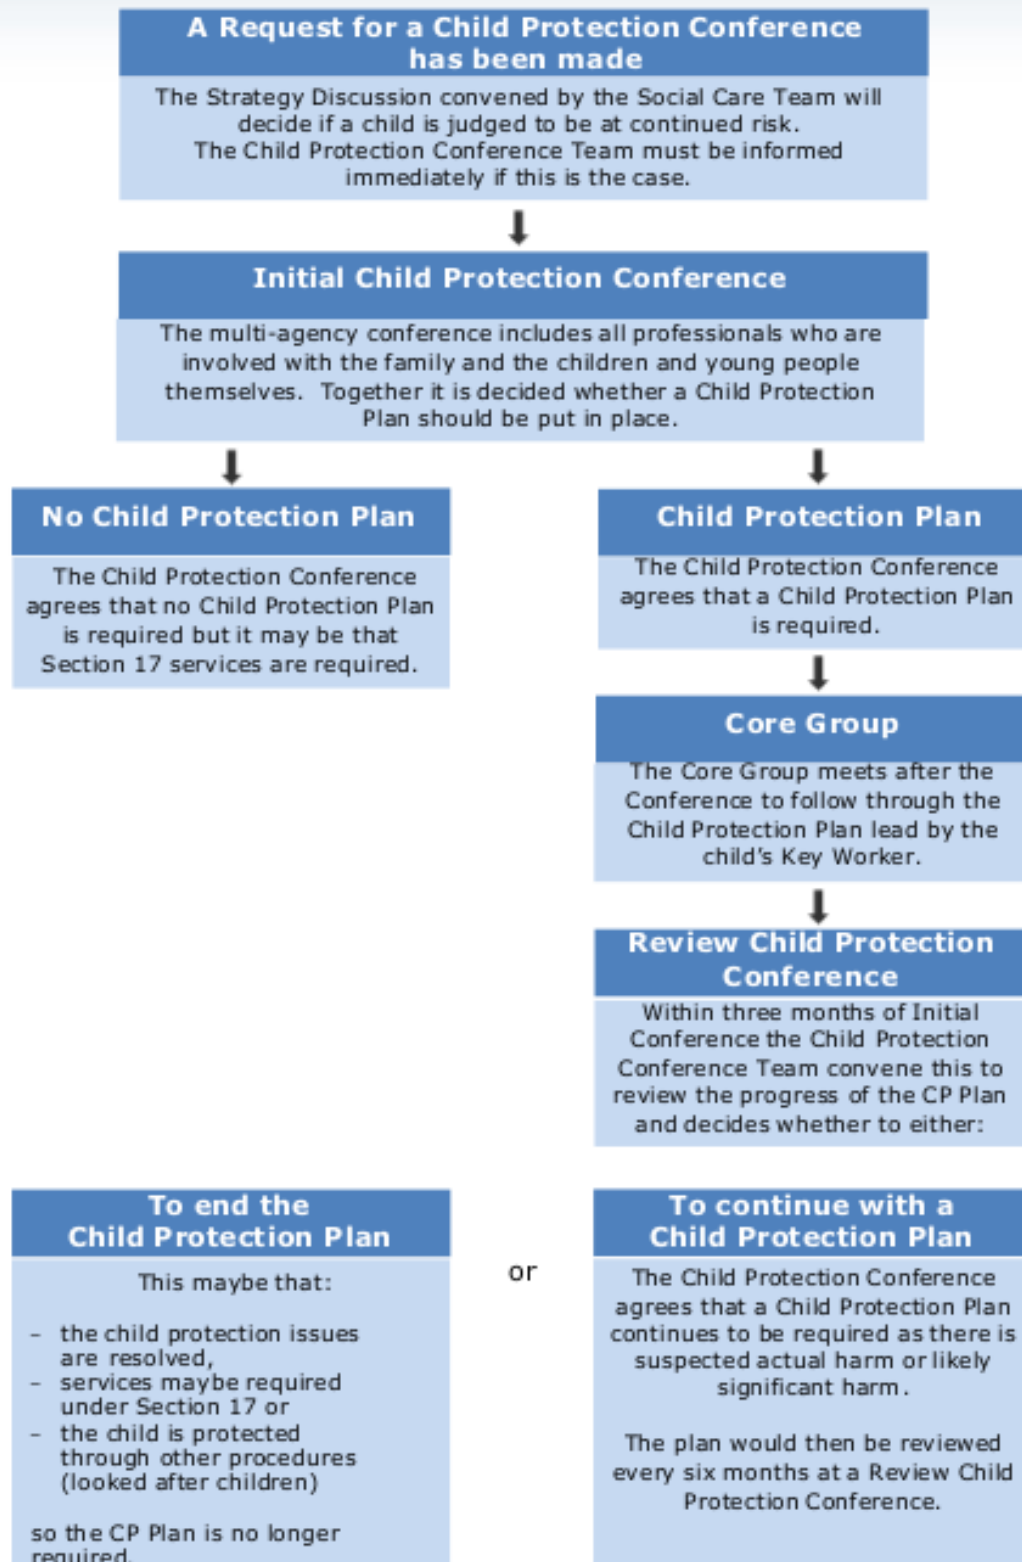 A Request for a Child Protection Conference
has been made
The Strategy Discussion convened by the Social Care Team will
decide if a child is judged to be at continued risk.
The Child Protection Conference Team must be informed
immediately if this is the case.
Initial Child Protection Conference
The multi-agency conference includes all professionals who are
involved with the family and the children and young people
themselves.  Together it is decided whether a Child Protection
Plan should be put in place.
No Child Protection Plan
The Child Protection Conference
agrees that no Child Protection Plan
is required but it may be that
Section 17 services are required.
Child Protection Plan
The Child Protection Conference
agrees that a Child Protection Plan
is required.
Core Group
The Core Group meets after the
Conference to follow through the
Child Protection Plan lead by the
child's Key Worker.
Review Child Protection
Conference
Within three months of Initial
Conference the Child Protection
Conference Team convene this to
review the progress of the CP Plan
and decides whether to either:
To end the
Child Protection Plan
This maybe that:
– the child protection issues
are resolved,
– services maybe required
under Section 17 or
– the child is protected
through other procedures
(looked after children)
so the CP Plan is no longer
required.
or
To continue with a
Child Protection Plan
The Child Protection Conference
agrees that a Child Protection Plan
continues to be required as there is
suspected actual harm or likely
significant harm.
The plan would then be reviewed
every six months at a Review Child
Protection Conference.